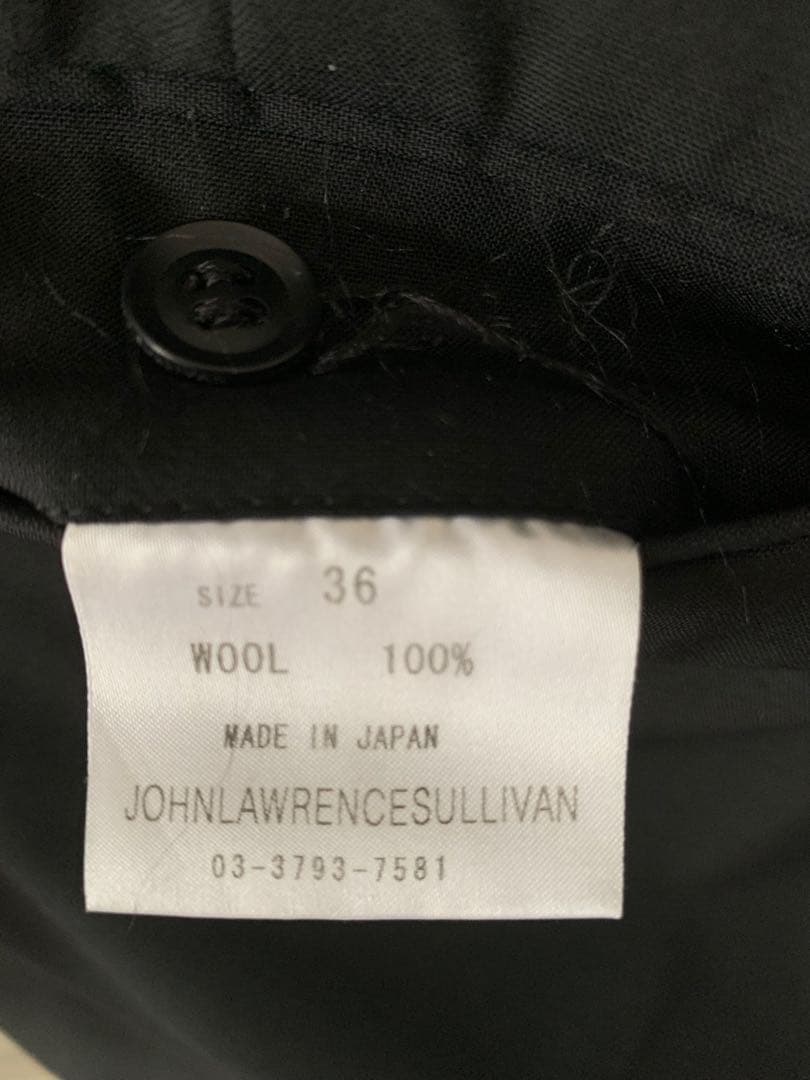 SIZE 36
WOOL 100%
MADE IN JAPAN
JOHNLAWRENCESULLIVAN
03-3793-7581